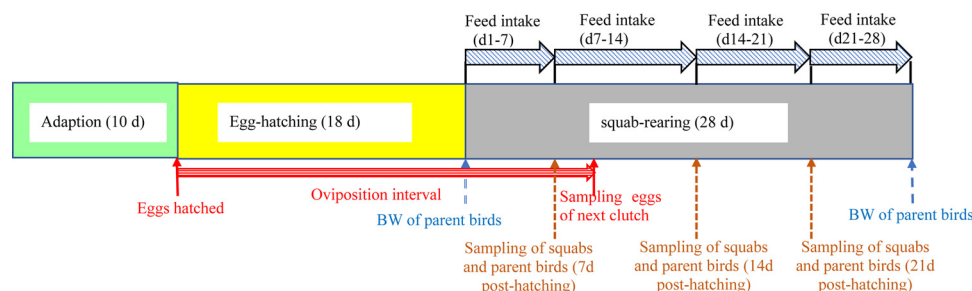 Feed intake
(d1-7)
Feed intake
(d7-14)
Feed intake
(d14-21)
Feed intake
(d21-28)
Adaption (10 d)
Egg-hatching (18 d)
squab-rearing (28 d)
Eggs hatched
Oviposition interval
BW of parent birds
Sampling eggs
of next clutch
BW of parent birds
Sampling of squabs
and parent birds (7d
post-hatching)
Sampling of squabs
and parent birds (14d
post-hatching)
Sampling of squabs
and parent birds (21d
post-hatching)